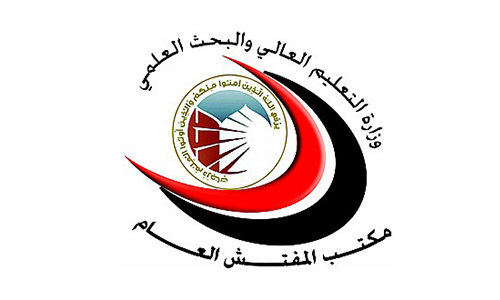 وزارة التعليم العالي والبحث العلمي
يرفع الله الذين آمنوا منكم والذين أوتوا العلم درجات
مكتب المفتش العام